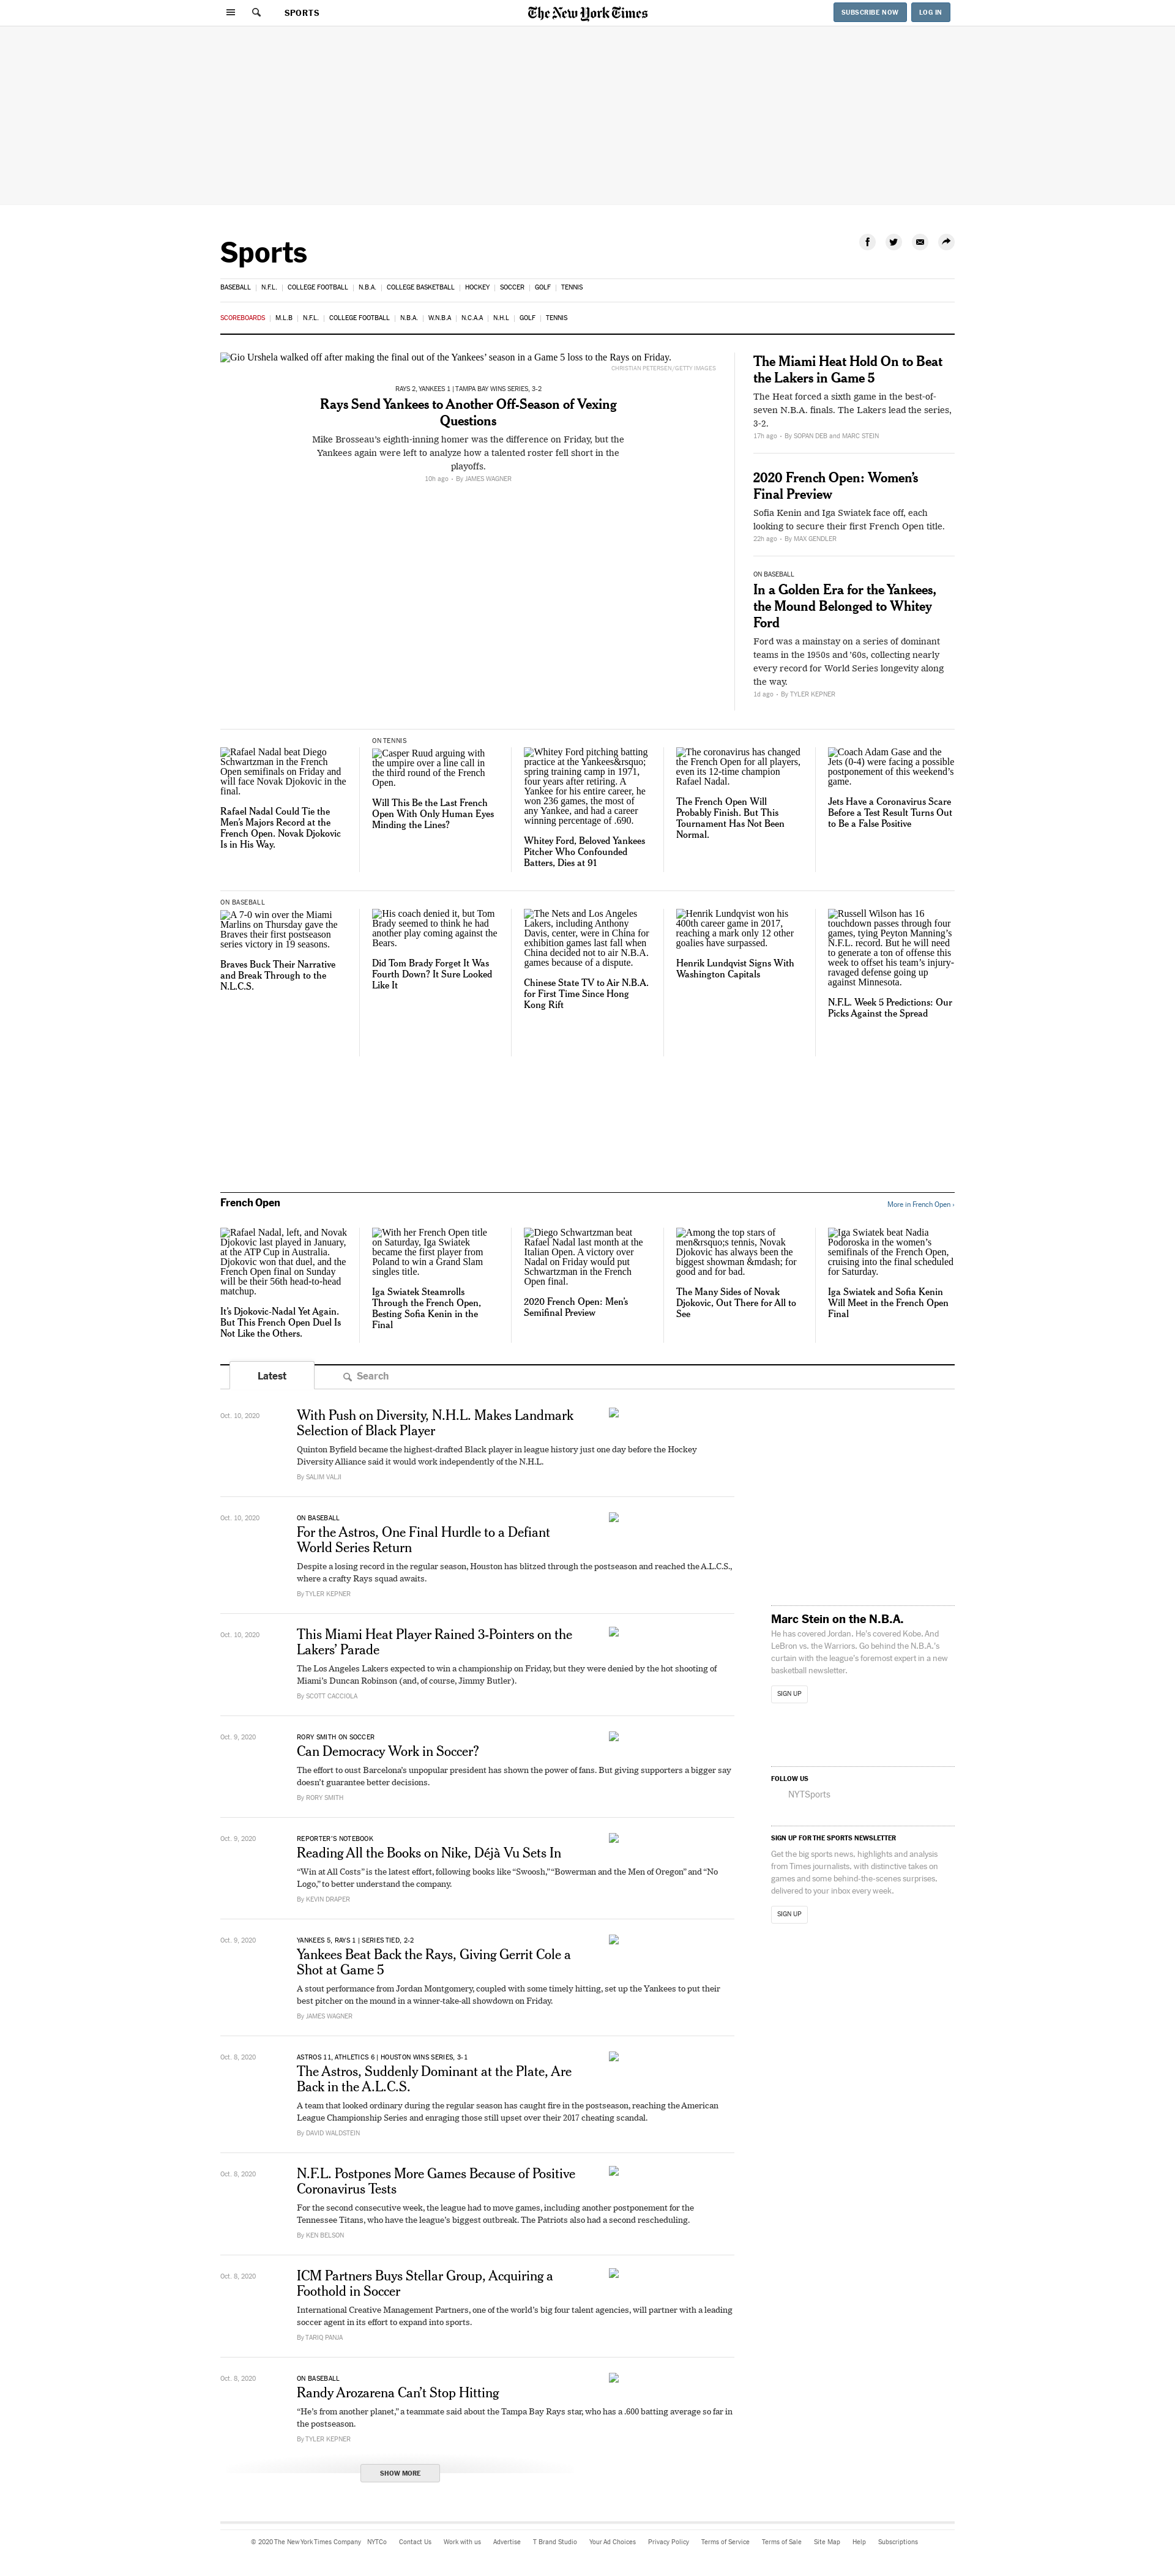 SPORTS
The New York Times
SUBSCRIBE NOW
LOG IN
Sports
BASEBALL | N.F.L. | COLLEGE FOOTBALL | N.B.A. | COLLEGE BASKETBALL | HOCKEY | SOCCER | GOLF | TENNIS
SCOREBOARDS | M.L.B | N.F.L. | COLLEGE FOOTBALL | N.B.A. | W.N.B.A | N.C.A.A | N.H.L | GOLF | TENNIS
Gio Urshela walked off after making the final out of the Yankees’ season in a Game 5 loss to the Rays on Friday.
CHRISTIAN PETERSEN/GETTY IMAGES
RAYS 2, YANKEES 1 | TAMPA BAY WINS SERIES, 3-2
Rays Send Yankees to Another Off-Season of Vexing
Questions
Mike Brosseau’s eighth-inning homer was the difference on Friday, but the
Yankees again were left to analyze how a talented roster fell short in the
playoffs.
10h ago - By JAMES WAGNER
The Miami Heat Hold On to Beat
the Lakers in Game 5
The Heat forced a sixth game in the best-of-
seven N.B.A. finals. The Lakers lead the series,
3-2.
17h ago - By SOPAN DEB and MARC STEIN
2020 French Open: Women’s
Final Preview
Sofia Kenin and Iga Swiatek face off, each
looking to secure their first French Open title.
22h ago - By MAX GENDLER
ON BASEBALL
In a Golden Era for the Yankees,
the Mound Belonged to Whitey
Ford
Ford was a mainstay on a series of dominant
teams in the 1950s and ’60s, collecting nearly
every record for World Series longevity along
the way.
1d ago - By TYLER KEPNER
Rafael Nadal beat Diego
Schwartzman in the French
Open semifinals on Friday and
will face Novak Djokovic in the
final.
Rafael Nadal Could Tie the
Men’s Majors Record at the
French Open. Novak Djokovic
Is in His Way.
ON TENNIS
Casper Ruud arguing with
the umpire over a line call in
the third round of the French
Open.
Will This Be the Last French
Open With Only Human Eyes
Minding the Lines?
Whitey Ford pitching batting
practice at the Yankees&rsquo;
spring training camp in 1971,
four years after retiring. A
Yankee for his entire career, he
won 236 games, the most of
any Yankee, and had a career
winning percentage of .690.
Whitey Ford, Beloved Yankees
Pitcher Who Confounded
Batters, Dies at 91
The coronavirus has changed
the French Open for all players,
even its 12-time champion
Rafael Nadal.
The French Open Will
Probably Finish. But This
Tournament Has Not Been
Normal.
Coach Adam Gase and the
Jets (0-4) were facing a possible
postponement of this weekend’s
game.
Jets Have a Coronavirus Scare
Before a Test Result Turns Out
to Be a False Positive
ON BASEBALL
A 7-0 win over the Miami
Marlins on Thursday gave the
Braves their first postseason
series victory in 19 seasons.
Braves Buck Their Narrative
and Break Through to the
N.L.C.S.
His coach denied it, but Tom
Brady seemed to think he had
another play coming against the
Bears.
Did Tom Brady Forget It Was
Fourth Down? It Sure Looked
Like It
The Nets and Los Angeles
Lakers, including Anthony
Davis, center, were in China for
exhibition games last fall when
China decided not to air N.B.A.
games because of a dispute.
Chinese State TV to Air N.B.A.
for First Time Since Hong
Kong Rift
Henrik Lundqvist won his
400th career game in 2017,
reaching a mark only 12 other
goalies have surpassed.
Henrik Lundqvist Signs With
Washington Capitals
Russell Wilson has 16
touchdown passes through four
games, tying Peyton Manning’s
N.F.L. record. But he will need
to generate a ton of offense this
week to offset his team’s injury-
ravaged defense going up
against Minnesota.
N.F.L. Week 5 Predictions: Our
Picks Against the Spread
French Open
More in French Open ›
Rafael Nadal, left, and Novak
Djokovic last played in January,
at the ATP Cup in Australia.
Djokovic won that duel, and the
French Open final on Sunday
will be their 56th head-to-head
matchup.
It’s Djokovic-Nadal Yet Again.
But This French Open Duel Is
Not Like the Others.
With her French Open title
on Saturday, Iga Swiatek
became the first player from
Poland to win a Grand Slam
singles title.
Iga Swiatek Steamrolls
Through the French Open,
Besting Sofia Kenin in the
Final
Diego Schwartzman beat
Rafael Nadal last month at the
Italian Open. A victory over
Nadal on Friday would put
Schwartzman in the French
Open final.
2020 French Open: Men’s
Semifinal Preview
Among the top stars of
men&rsquo;s tennis, Novak
Djokovic has always been the
biggest showman &mdash; for
good and for bad.
The Many Sides of Novak
Djokovic, Out There for All to
See
Iga Swiatek beat Nadia
Podoroska in the women’s
semifinals of the French Open,
cruising into the final scheduled
for Saturday.
Iga Swiatek and Sofia Kenin
Will Meet in the French Open
Final
Latest
Search
Oct. 10, 2020
With Push on Diversity, N.H.L. Makes Landmark
Selection of Black Player
Quinton Byfield became the highest-drafted Black player in league history just one day before the Hockey
Diversity Alliance said it would work independently of the N.H.L.
By SALIM VALJI
Oct. 10, 2020
ON BASEBALL
For the Astros, One Final Hurdle to a Defiant
World Series Return
Despite a losing record in the regular season, Houston has blitzed through the postseason and reached the A.L.C.S.,
where a crafty Rays squad awaits.
By TYLER KEPNER
Oct. 10, 2020
This Miami Heat Player Rained 3-Pointers on the
Lakers’ Parade
The Los Angeles Lakers expected to win a championship on Friday, but they were denied by the hot shooting of
Miami’s Duncan Robinson (and, of course, Jimmy Butler).
By SCOTT CACCIOLA
Oct. 9, 2020
RORY SMITH ON SOCCER
Can Democracy Work in Soccer?
The effort to oust Barcelona’s unpopular president has shown the power of fans. But giving supporters a bigger say
doesn’t guarantee better decisions.
By RORY SMITH
Oct. 9, 2020
REPORTER’S NOTEBOOK
Reading All the Books on Nike, Déjà Vu Sets In
“Win at All Costs” is the latest effort, following books like “Swoosh,” “Bowerman and the Men of Oregon” and “No
Logo,” to better understand the company.
By KEVIN DRAPER
Oct. 9, 2020
YANKEES 5, RAYS 1 | SERIES TIED, 2-2
Yankees Beat Back the Rays, Giving Gerrit Cole a
Shot at Game 5
A stout performance from Jordan Montgomery, coupled with some timely hitting, set up the Yankees to put their
best pitcher on the mound in a winner-take-all showdown on Friday.
By JAMES WAGNER
Oct. 8, 2020
ASTROS 11, ATHLETICS 6 | HOUSTON WINS SERIES, 3-1
The Astros, Suddenly Dominant at the Plate, Are
Back in the A.L.C.S.
A team that looked ordinary during the regular season has caught fire in the postseason, reaching the American
League Championship Series and enraging those still upset over their 2017 cheating scandal.
By DAVID WALDSTEIN
Oct. 8, 2020
N.F.L. Postpones More Games Because of Positive
Coronavirus Tests
For the second consecutive week, the league had to move games, including another postponement for the
Tennessee Titans, who have the league’s biggest outbreak. The Patriots also had a second rescheduling.
By KEN BELSON
Oct. 8, 2020
ICM Partners Buys Stellar Group, Acquiring a
Foothold in Soccer
International Creative Management Partners, one of the world’s big four talent agencies, will partner with a leading
soccer agent in its effort to expand into sports.
By TARIQ PANJA
Oct. 8, 2020
ON BASEBALL
Randy Arozarena Can’t Stop Hitting
“He’s from another planet,” a teammate said about the Tampa Bay Rays star, who has a .600 batting average so far in
the postseason.
By TYLER KEPNER
SHOW MORE
Marc Stein on the N.B.A.
He has covered Jordan. He’s covered Kobe. And
LeBron vs. the Warriors. Go behind the N.B.A.’s
curtain with the league’s foremost expert in a new
basketball newsletter.
SIGN UP
FOLLOW US
NYTSports
SIGN UP FOR THE SPORTS NEWSLETTER
Get the big sports news, highlights and analysis
from Times journalists, with distinctive takes on
games and some behind-the-scenes surprises,
delivered to your inbox every week.
SIGN UP
© 2020 The New York Times Company NYTCo Contact Us Work with us Advertise T Brand Studio Your Ad Choices Privacy Policy Terms of Service Terms of Sale Site Map Help Subscriptions